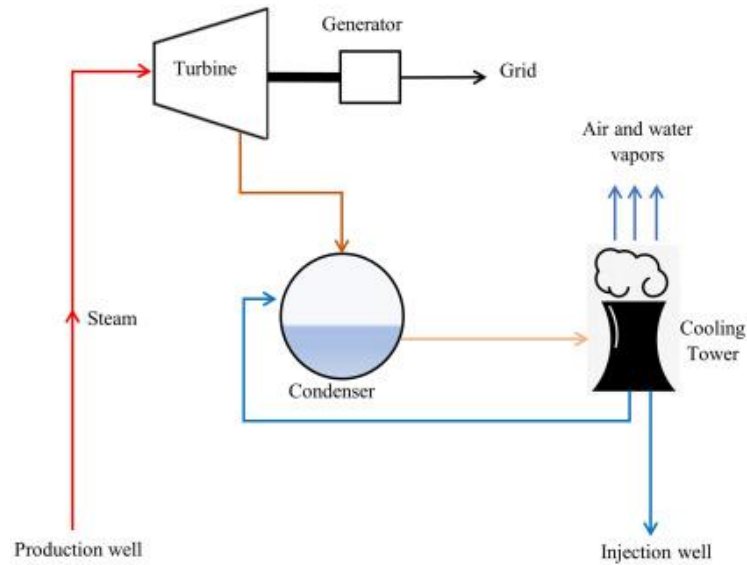 Generator
Turbine
Grid
Air and water
vapors
Steam
Cooling
Tower
Condenser
Production well
Injection well